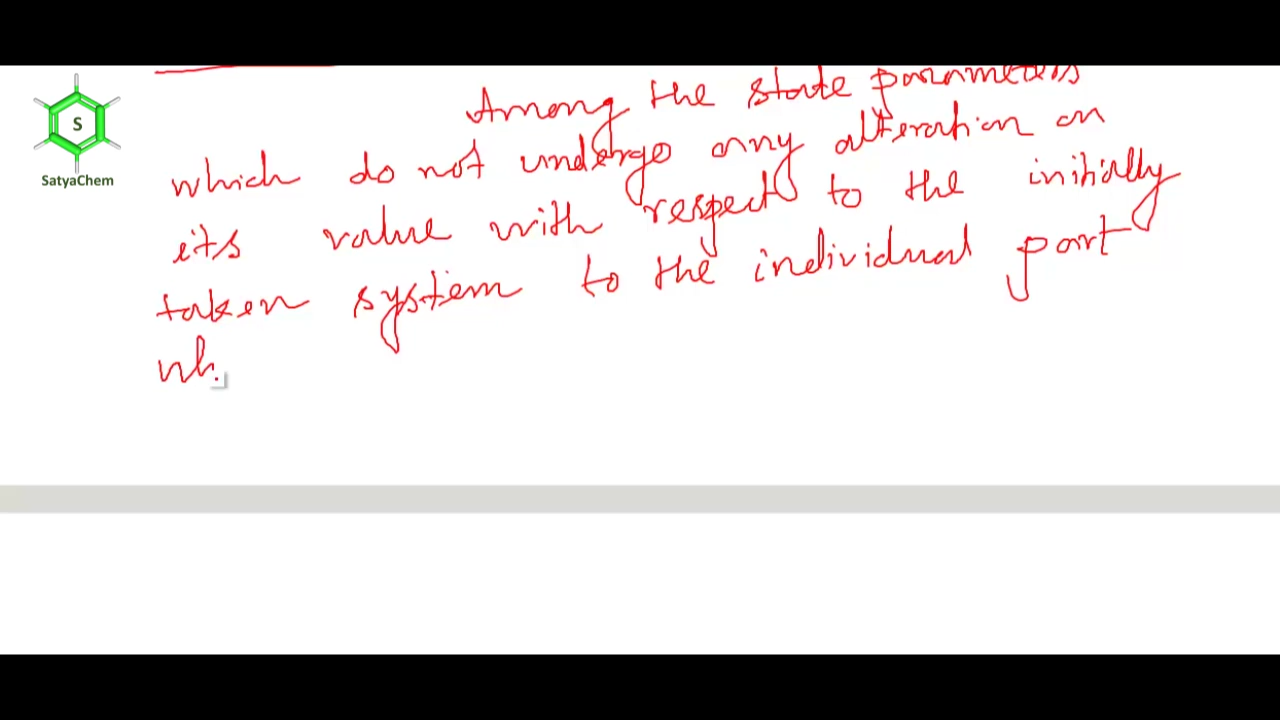 Among the state parameters
which do not undergo any alteration on
its value with respect to the initially
taken system to the individual part
wh
S
SatyaChem